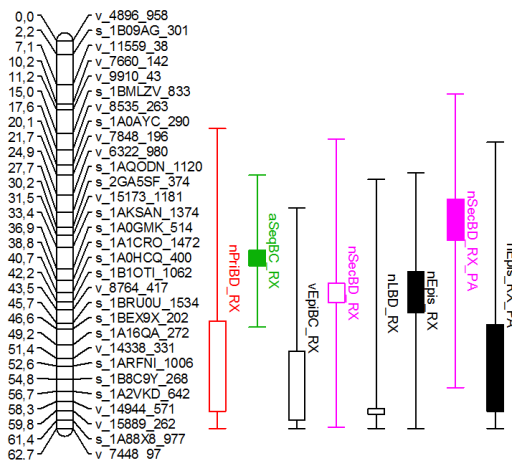 0,0 v_4896_958
2,2 s_1B09AG_301
7,1 v_11559_38
10,2 v_7660_142
11,2 v_9910_43
15,0 s_1BMLZV_833
17,6 v_8535_263
20,1 s_1A0AYC_290
21,7 v_7848_196
24,9 v_6322_980
27,7 s_1AQODN_1120
30,2 s_2GA5SF_374
31,5 v_15173_1181
33,4 s_1AKSAN_1374
36,9 s_1A0GMK_514
38,8 s_1A1CRO_1472
40,7 s_1A0HCQ_400
42,2 s_1B1OTI_1062
43,5 v_8764_417
45,7 s_1BRU0U_1534
46,6 s_1BEX9X_202
49,2 s_1A16QA_272
51,4 v_14338_331
52,6 s_1ARFNI_1006
54,8 s_1B8C9Y_268
56,7 s_1A2VKD_642
58,3 v_14944_571
59,8 v_15889_262
61,4 s_1A88X8_977
62,7 v_7448_97
nPriBD_RX
aSeqBC_RX
vEpiBC_RX
nSecBD_RX
nLBD_RX
nEpis_RX
nSecBD_RX_PA
nEpis_RX_PA